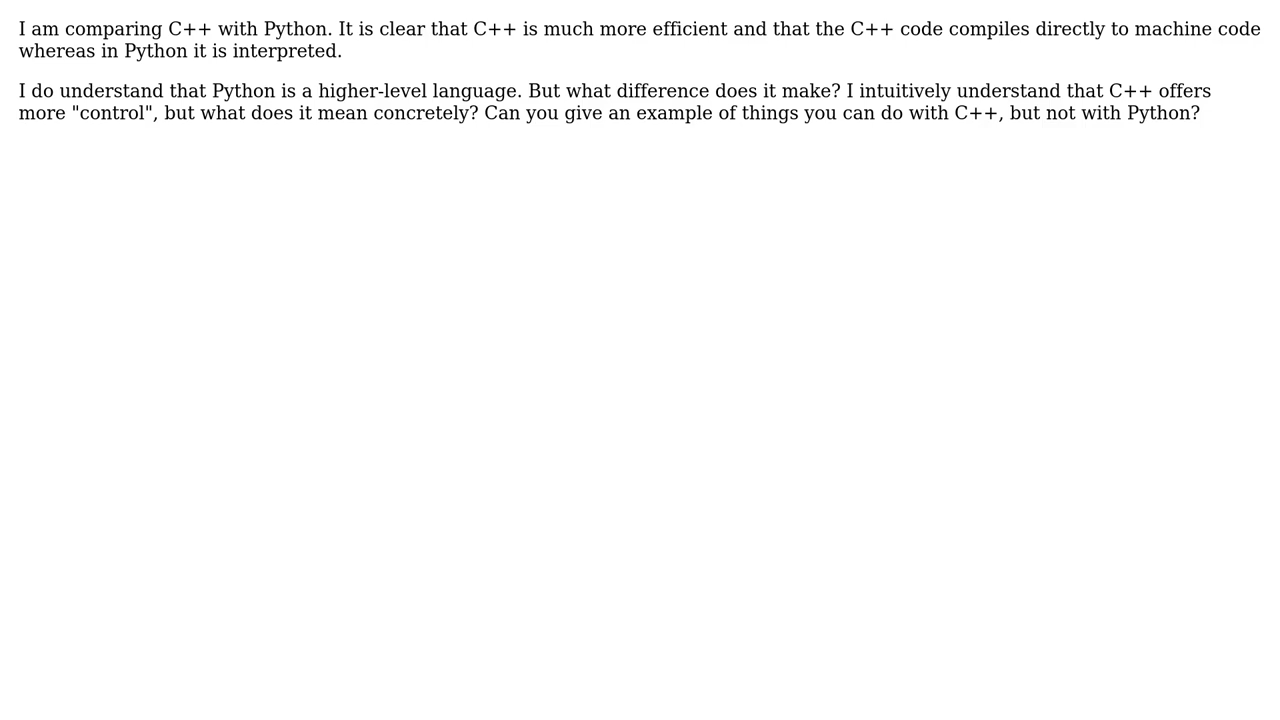 I am comparing C++ with Python. It is clear that C++ is much more efficient and that the C++ code compiles directly to machine code
whereas in Python it is interpreted.
I do understand that Python is a higher-level language. But what difference does it make? I intuitively understand that C++ offers
more "control", but what does it mean concretely? Can you give an example of things you can do with C++, but not with Python?